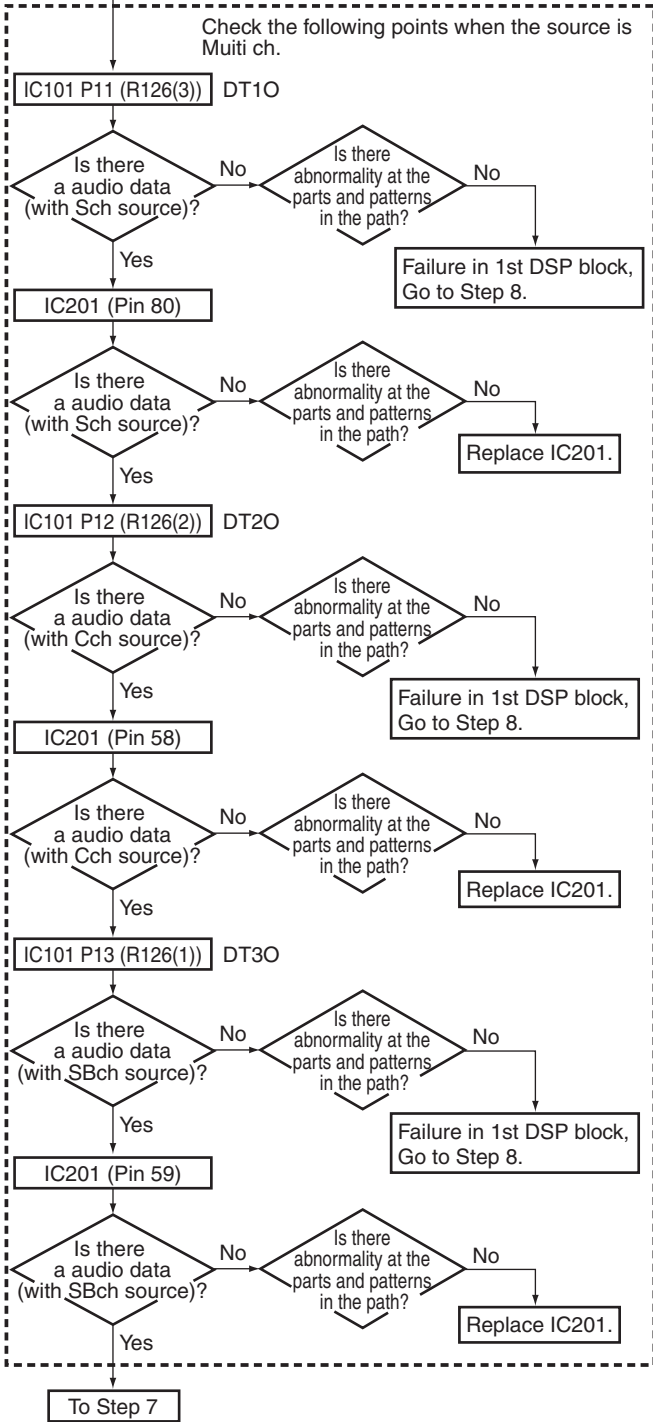 Check the following points when the source is
Muiti ch.
IC101 P11 (R126(3)) DT1O
Is there
a audio data
(with Sch source)?
No
Is there
abnormality at the
parts and patterns
in the path?
No
Failure in 1st DSP block,
Go to Step 8.
Yes
IC201 (Pin 80)
Is there
a audio data
(with Sch source)?
No
Is there
abnormality at the
parts and patterns
in the path?
No
Replace IC201.
Yes
IC101 P12 (R126(2)) DT2O
Is there
a audio data
(with Cch source)?
No
Is there
abnormality at the
parts and patterns
in the path?
No
Failure in 1st DSP block,
Go to Step 8.
Yes
IC201 (Pin 58)
Is there
a audio data
(with Cch source)?
No
Is there
abnormality at the
parts and patterns
in the path?
No
Replace IC201.
Yes
IC101 P13 (R126(1)) DT3O
Is there
a audio data
(with SBch source)?
No
Is there
abnormality at the
parts and patterns
in the path?
No
Failure in 1st DSP block,
Go to Step 8.
Yes
IC201 (Pin 59)
Is there
a audio data
(with SBch source)?
No
Is there
abnormality at the
parts and patterns
in the path?
No
Replace IC201.
Yes
To Step 7